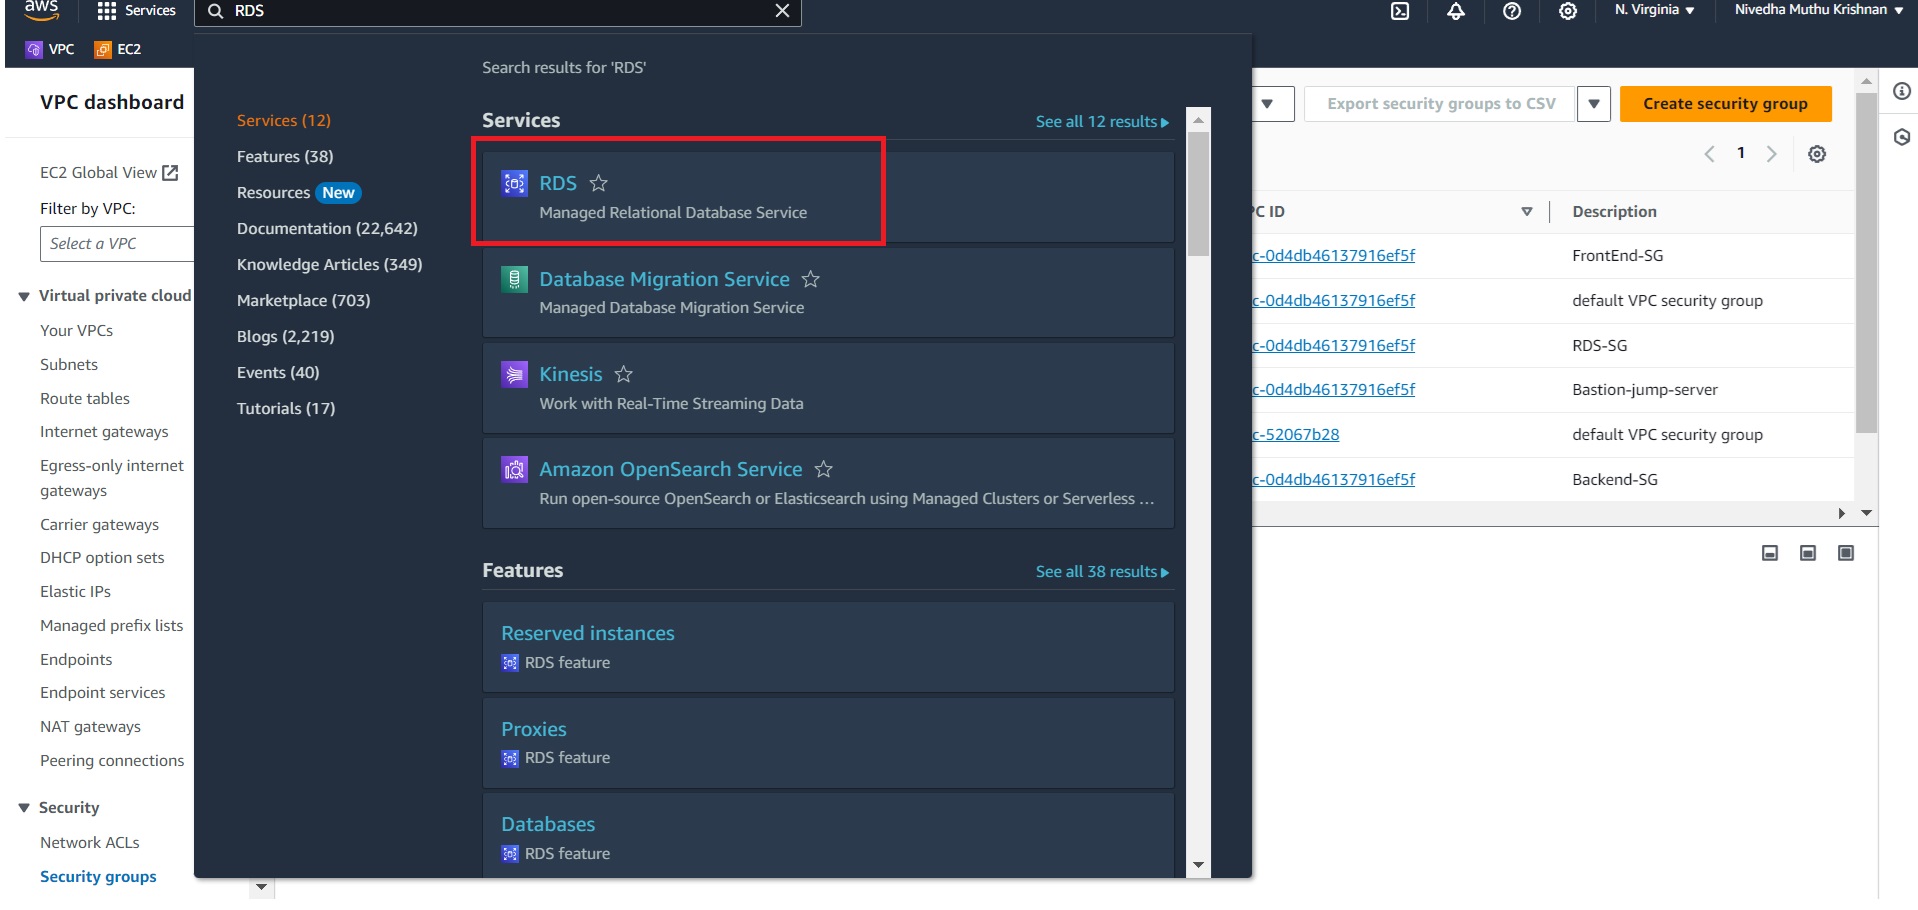 aws
Services
RDS
N. Virginia
Nivedha Muthu Krishnan
VPC
EC2
VPC dashboard
EC2 Global View
Filter by VPC:
Select a VPC
Virtual private cloud
Your VPCs
Subnets
Route tables
Internet gateways
Egress-only internet
gateways
Carrier gateways
DHCP option sets
Elastic IPs
Managed prefix lists
Endpoints
Endpoint services
NAT gateways
Peering connections
Security
Network ACLs
Security groups
Search results for 'RDS'
Services (12)
Features (38)
Resources New
Documentation (22,642)
Knowledge Articles (349)
Marketplace (703)
Blogs (2,219)
Events (40)
Tutorials (17)
Services
See all 12 results
RDS
Managed Relational Database Service
Database Migration Service
Managed Database Migration Service
Kinesis
Work with Real-Time Streaming Data
Amazon OpenSearch Service
Run open-source OpenSearch or Elasticsearch using Managed Clusters or Serverless ...
Features
See all 38 results
Reserved instances
RDS feature
Proxies
RDS feature
Databases
RDS feature
Export security groups to CSV
Create security group
1
PC ID
Description
c-0d4db46137916ef5f
FrontEnd-SG
c-0d4db46137916ef5f
default VPC security group
c-0d4db46137916ef5f
RDS-SG
c-0d4db46137916ef5f
Bastion-jump-server
c-52067b28
default VPC security group
c-0d4db46137916ef5f
Backend-SG